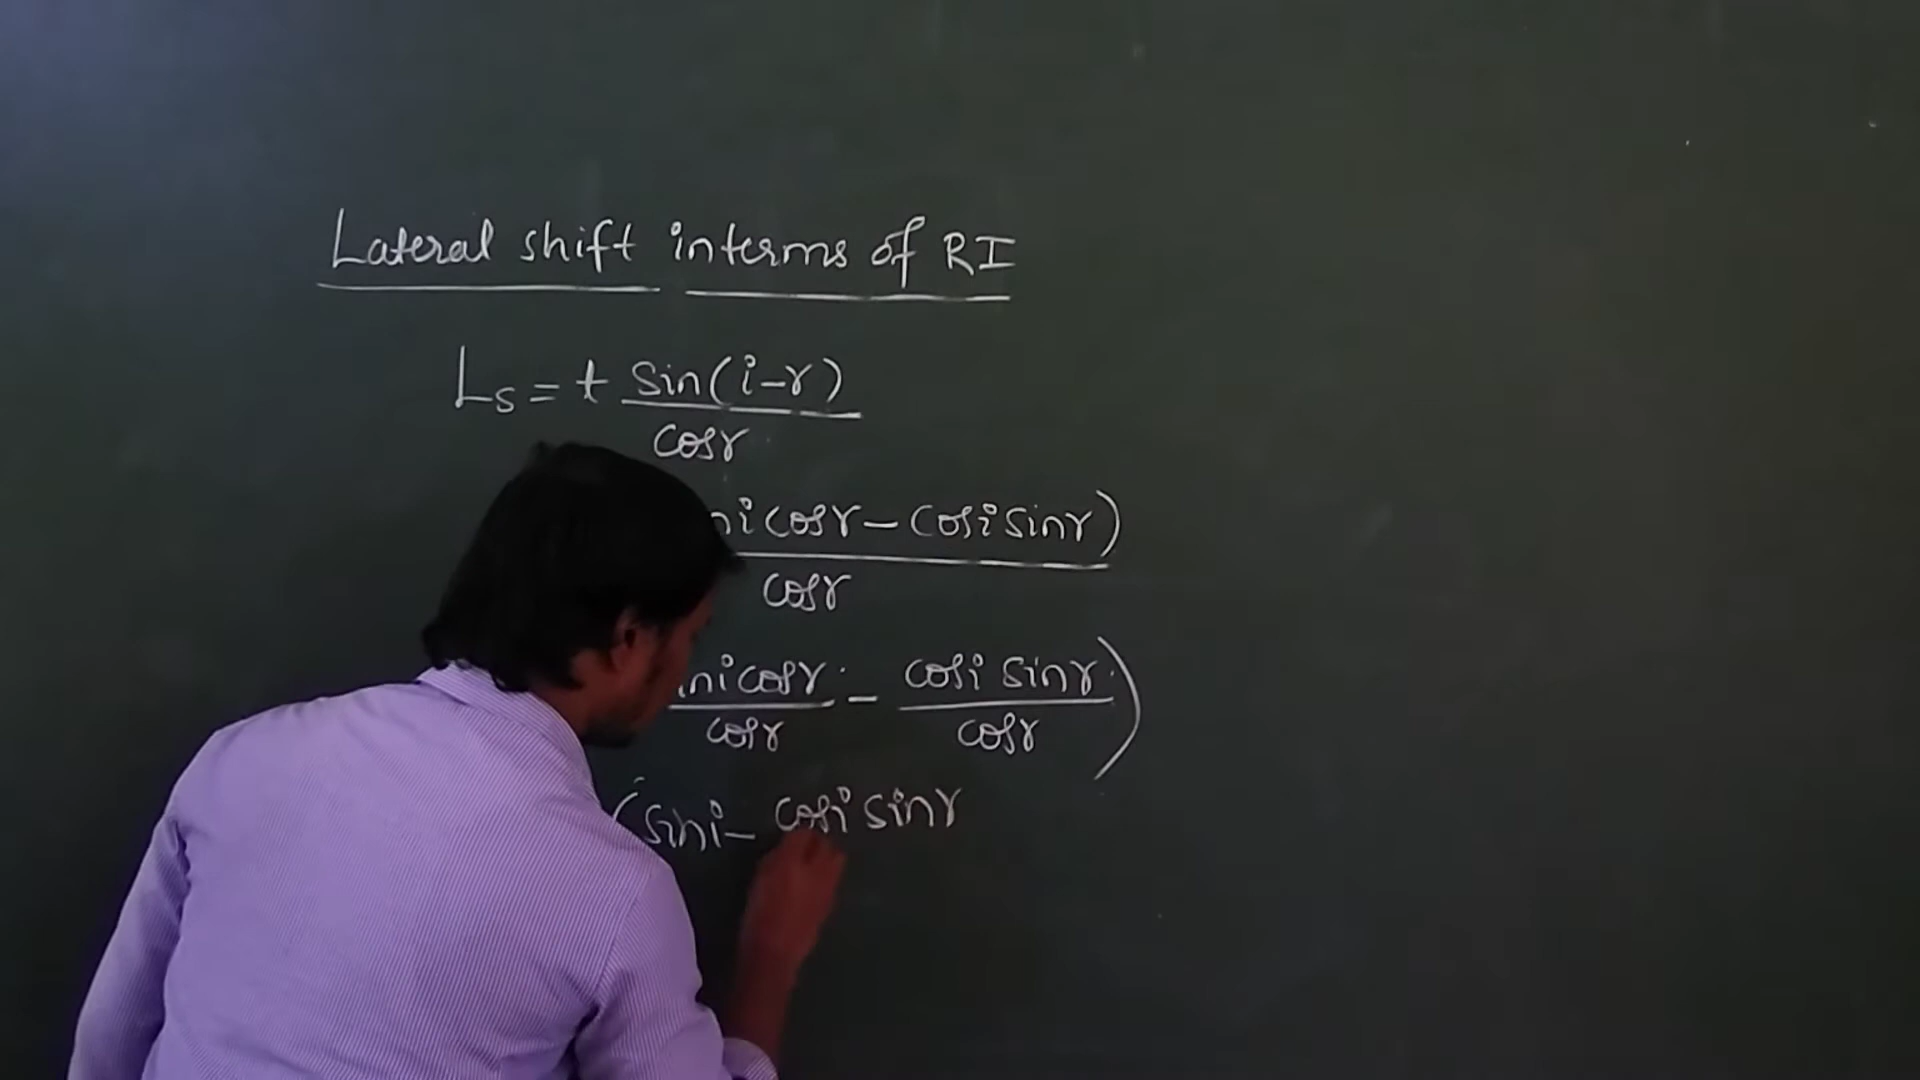 Lateral shift interms of RI
Ls = t sin(i-r)
cosr
ni cosr - cosi sinr)
cosr
ini cosr - cosi sinr)
cosr cosr
(sini - cosi sinr